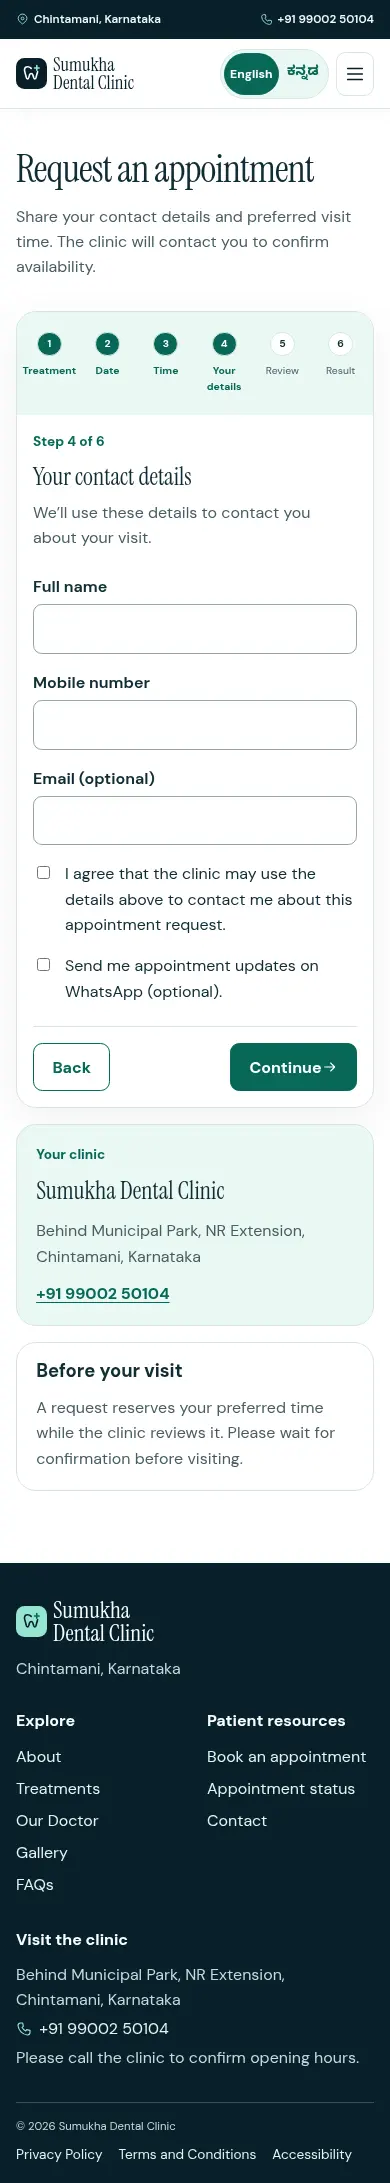 Chintamani, Karnataka
+91 99002 50104
Sumukha
Dental Clinic
English
ಕನ್ನಡ
Request an appointment
Share your contact details and preferred visit
time. The clinic will contact you to confirm
availability.
1
2
3
4
5
6
Treatment
Date
Time
Your
details
Review
Result
Step 4 of 6
Your contact details
We’ll use these details to contact you
about your visit.
Full name
Mobile number
Email (optional)
I agree that the clinic may use the
details above to contact me about this
appointment request.
Send me appointment updates on
WhatsApp (optional).
Back
Continue→
Your clinic
Sumukha Dental Clinic
Behind Municipal Park, NR Extension,
Chintamani, Karnataka
+91 99002 50104
Before your visit
A request reserves your preferred time
while the clinic reviews it. Please wait for
confirmation before visiting.
Sumukha
Dental Clinic
Chintamani, Karnataka
Explore
About
Treatments
Our Doctor
Gallery
FAQs
Patient resources
Book an appointment
Appointment status
Contact
Visit the clinic
Behind Municipal Park, NR Extension,
Chintamani, Karnataka
+91 99002 50104
Please call the clinic to confirm opening hours.
© 2026 Sumukha Dental Clinic
Privacy Policy
Terms and Conditions
Accessibility